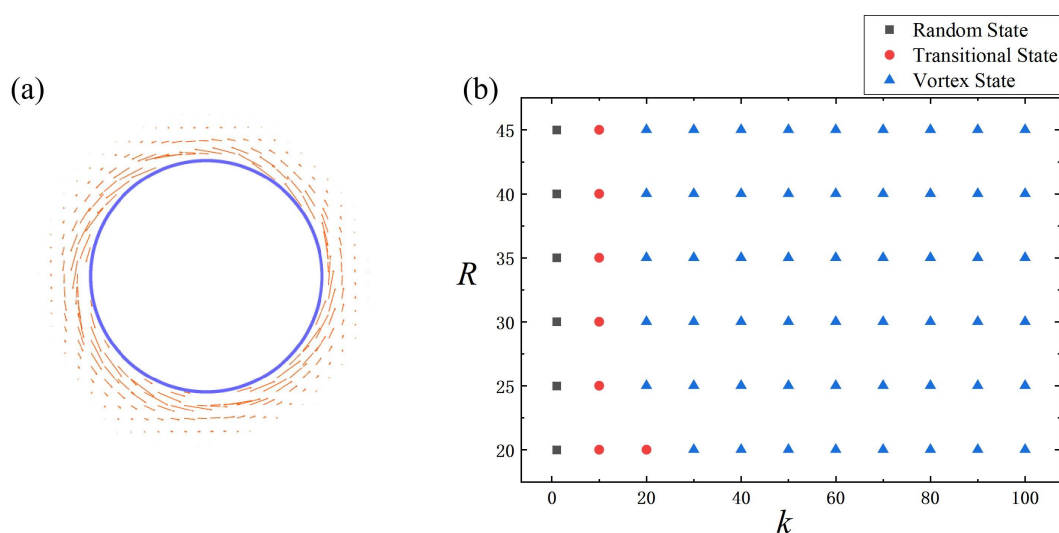 Random State
Transitional State
Vortex State
(a)
(b)
45
40
35
30
25
20
R
0 20 40 60 80 100
k